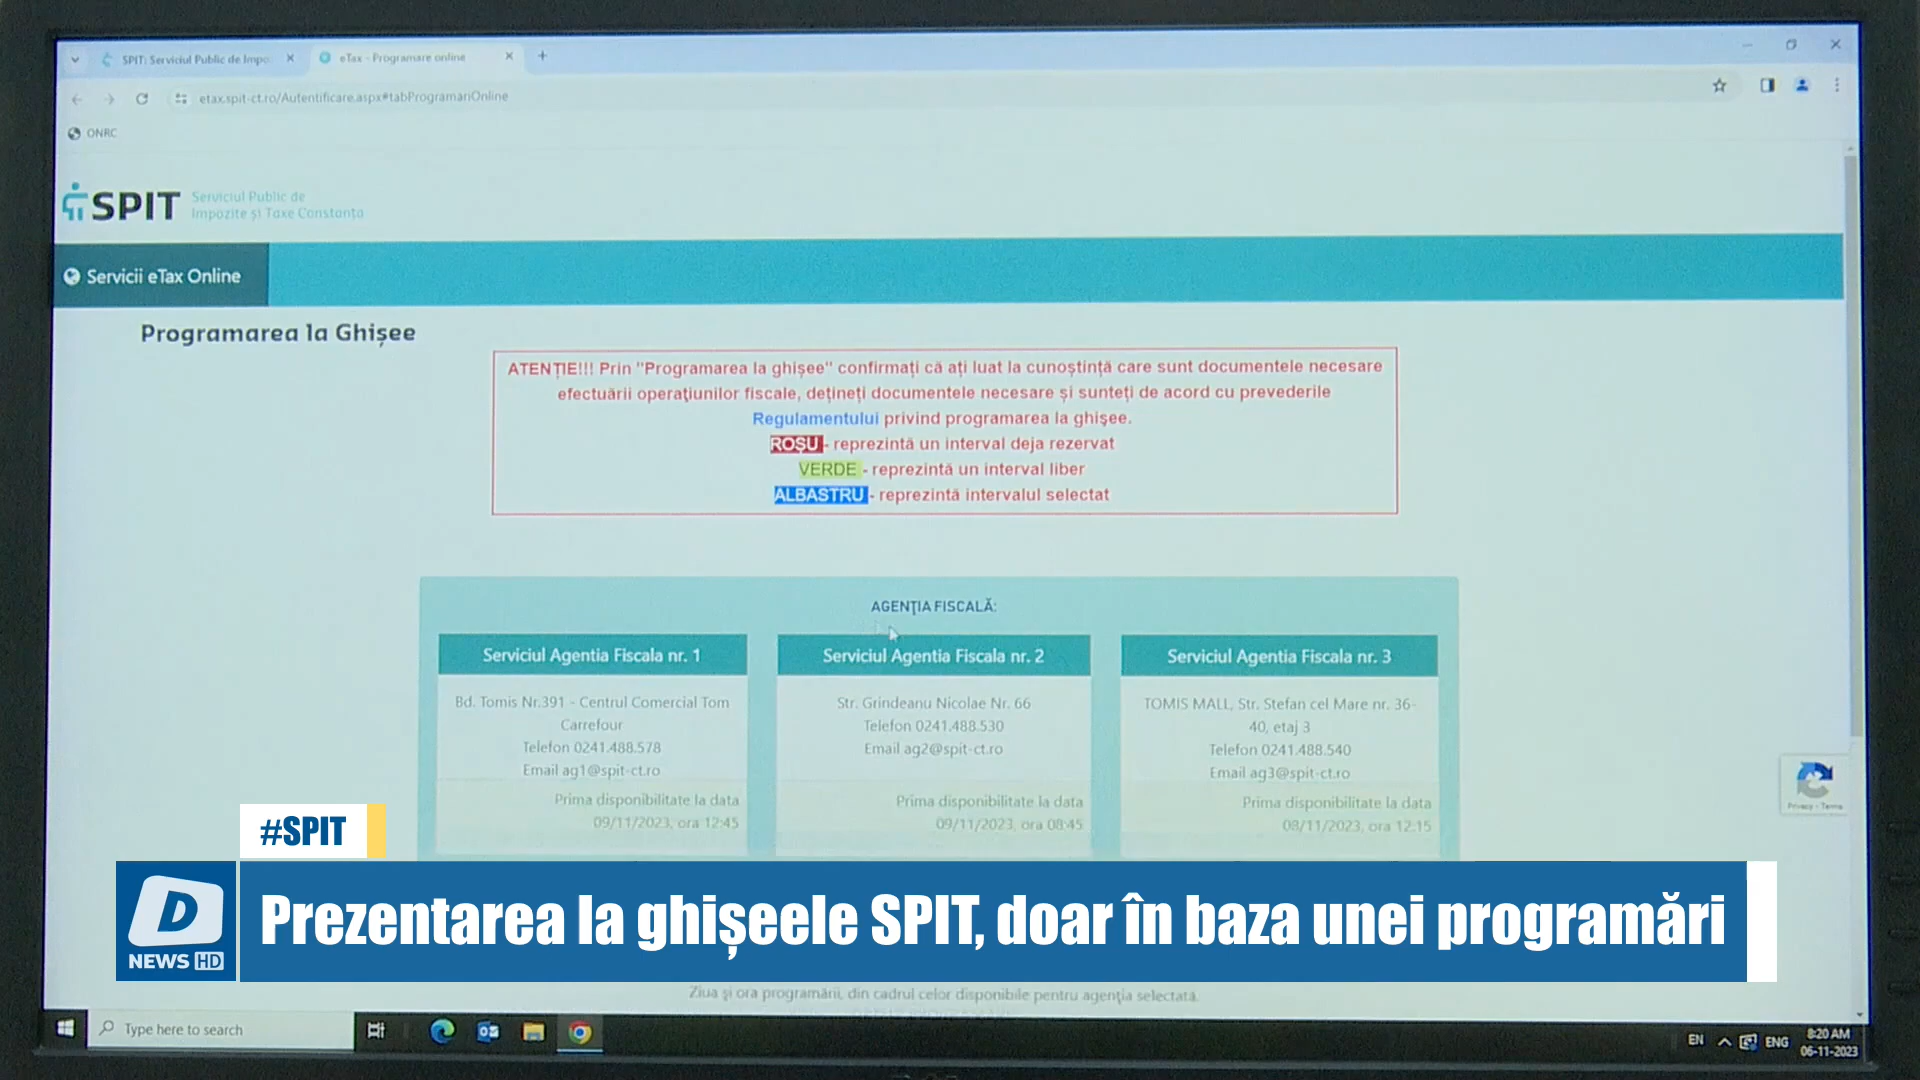 SPIT: Serviciul Public de Impo
eTax - Programare online
etax.spit-ct.ro/Autentificare.aspx#tabProgramariOnline
ONRC
SPIT
Serviciul Public de
Impozite și Taxe Constanța
Servicii eTax Online
Programarea la Ghișee
ATENȚIE!!! Prin "Programarea la ghișee" confirmați că ați luat la cunoștință care sunt documentele necesare
efectuării operaţiunilor fiscale, dețineți documentele necesare și sunteți de acord cu prevederile
Regulamentului privind programarea la ghișee.
ROȘU - reprezintă un interval deja rezervat
VERDE - reprezintă un interval liber
ALBASTRU - reprezintă intervalul selectat
AGENŢIA FISCALĂ:
Serviciul Agentia Fiscala nr. 1
Bd. Tomis Nr.391 - Centrul Comercial Tom
Carrefour
Telefon 0241.488.578
Email ag1@spit-ct.ro
Prima disponibilitate la data
09/11/2023, ora 12:45
Serviciul Agentia Fiscala nr. 2
Str. Grindeanu Nicolae Nr. 66
Telefon 0241.488.530
Email ag2@spit-ct.ro
Prima disponibilitate la data
09/11/2023, ora 08:45
Serviciul Agentia Fiscala nr. 3
TOMIS MALL, Str. Stefan cel Mare nr. 36-
40, etaj 3
Telefon 0241.488.540
Email ag3@spit-ct.ro
Prima disponibilitate la data
08/11/2023, ora 12:15
Privacy - Terms
#SPIT
D
NEWS HD
Prezentarea la ghișeele SPIT, doar în baza unei programări
Ziua şi ora programării, din cadrul celor disponibile pentru agenția selectată.
Type here to search
EN
ENG
8:20 AM
06-11-2023